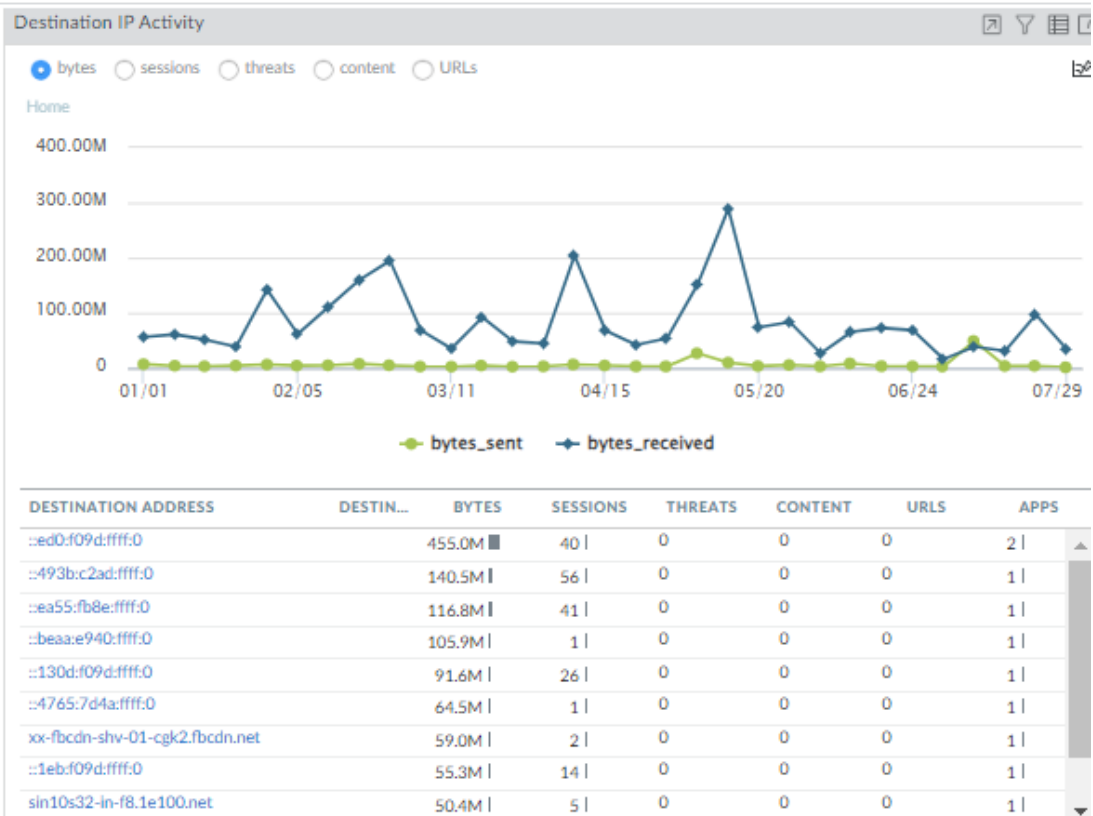 Destination IP Activity
bytes sessions threats content URLs
Home
400.00M
300.00M
200.00M
100.00M
0
01/01 02/05 03/11 04/15 05/20 06/24 07/29
bytes_sent bytes_received
DESTINATION ADDRESS DESTIN... BYTES SESSIONS THREATS CONTENT URLS APPS
::ed0:f09d:ffff:0 455.0M 40 0 0 0 2
::493b:c2ad:ffff:0 140.5M 56 0 0 0 1
::ea55:fb8e:ffff:0 116.8M 41 0 0 0 1
::beaa:e940:ffff:0 105.9M 1 0 0 0 1
::130d:f09d:ffff:0 91.6M 26 0 0 0 1
::4765:7d4a:ffff:0 64.5M 1 0 0 0 1
xx-fbcdn-shv-01-cgk2.fbcdn.net 59.0M 2 0 0 0 1
::1eb:f09d:ffff:0 55.3M 14 0 0 0 1
sin10s32-in-f8.1e100.net 50.4M 5 0 0 0 1